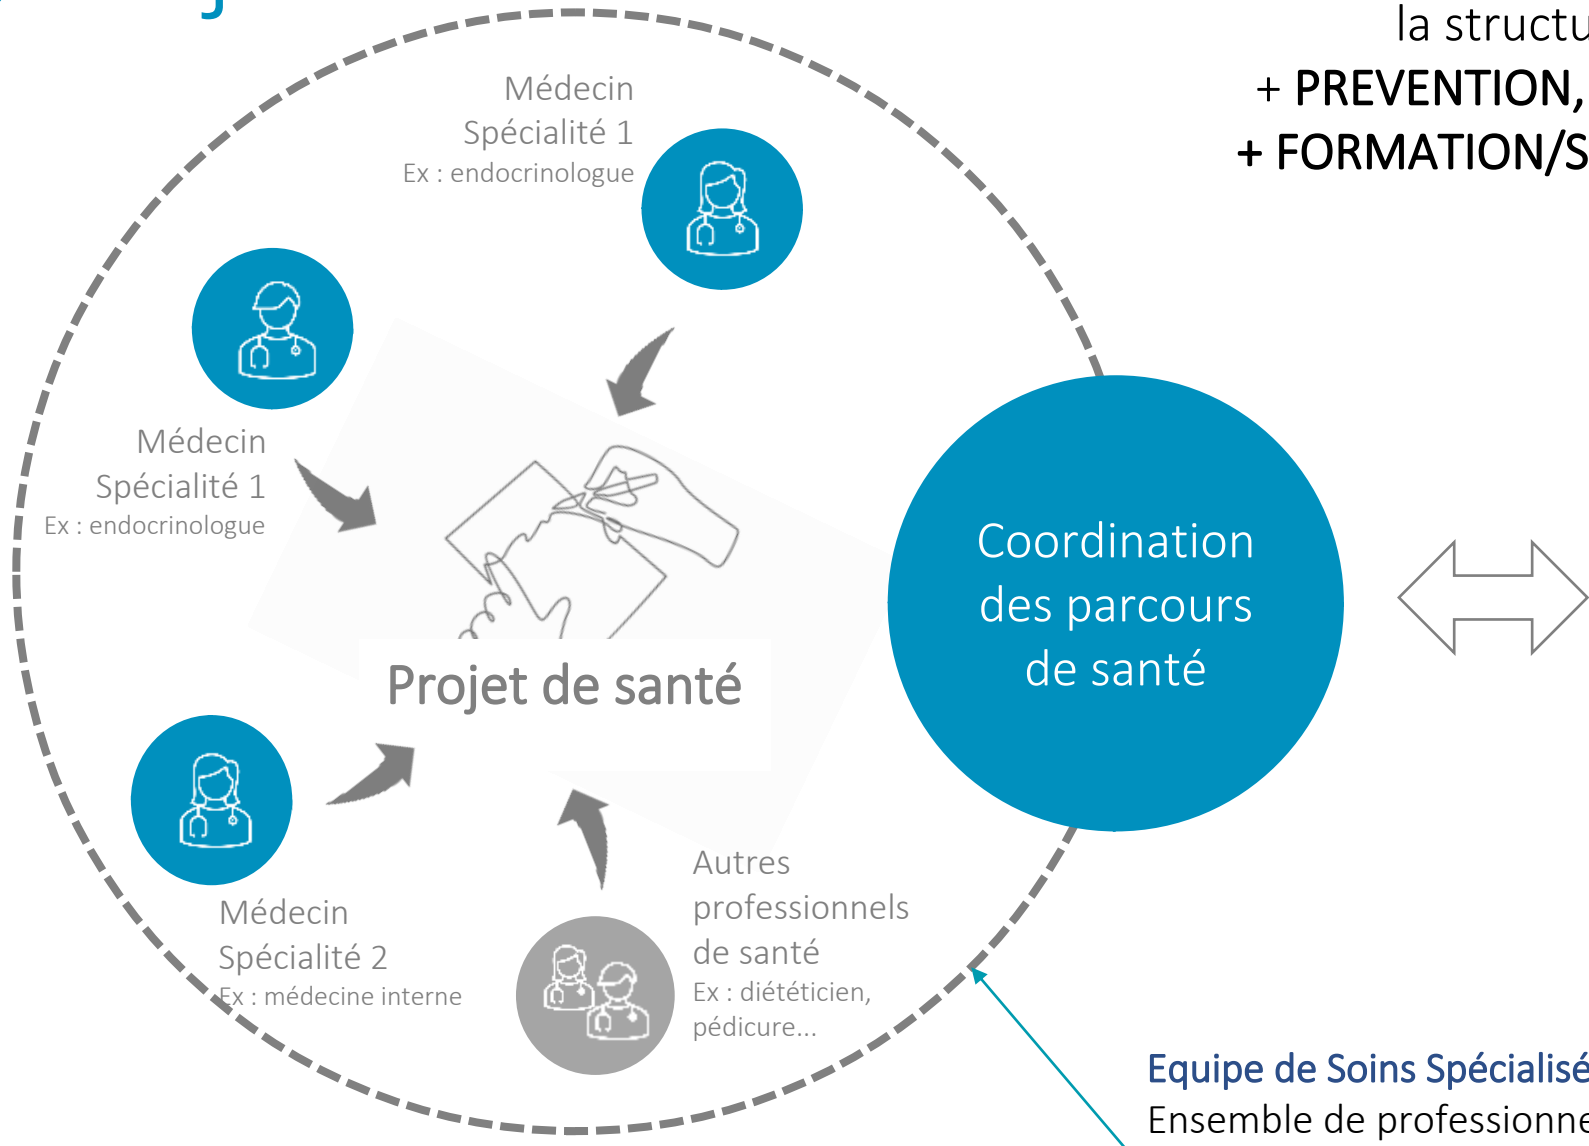 la structu
+ PREVENTION,
+ FORMATION/S
Médecin
Spécialité 1
Ex : endocrinologue
Médecin
Spécialité 1
Ex : endocrinologue
Coordination
des parcours
de santé
Projet de santé
Médecin
Spécialité 2
Ex : médecine interne
Autres
professionnels
de santé
Ex : diététicien,
pédicure...
Equipe de Soins Spécialisé
Ensemble de professionne